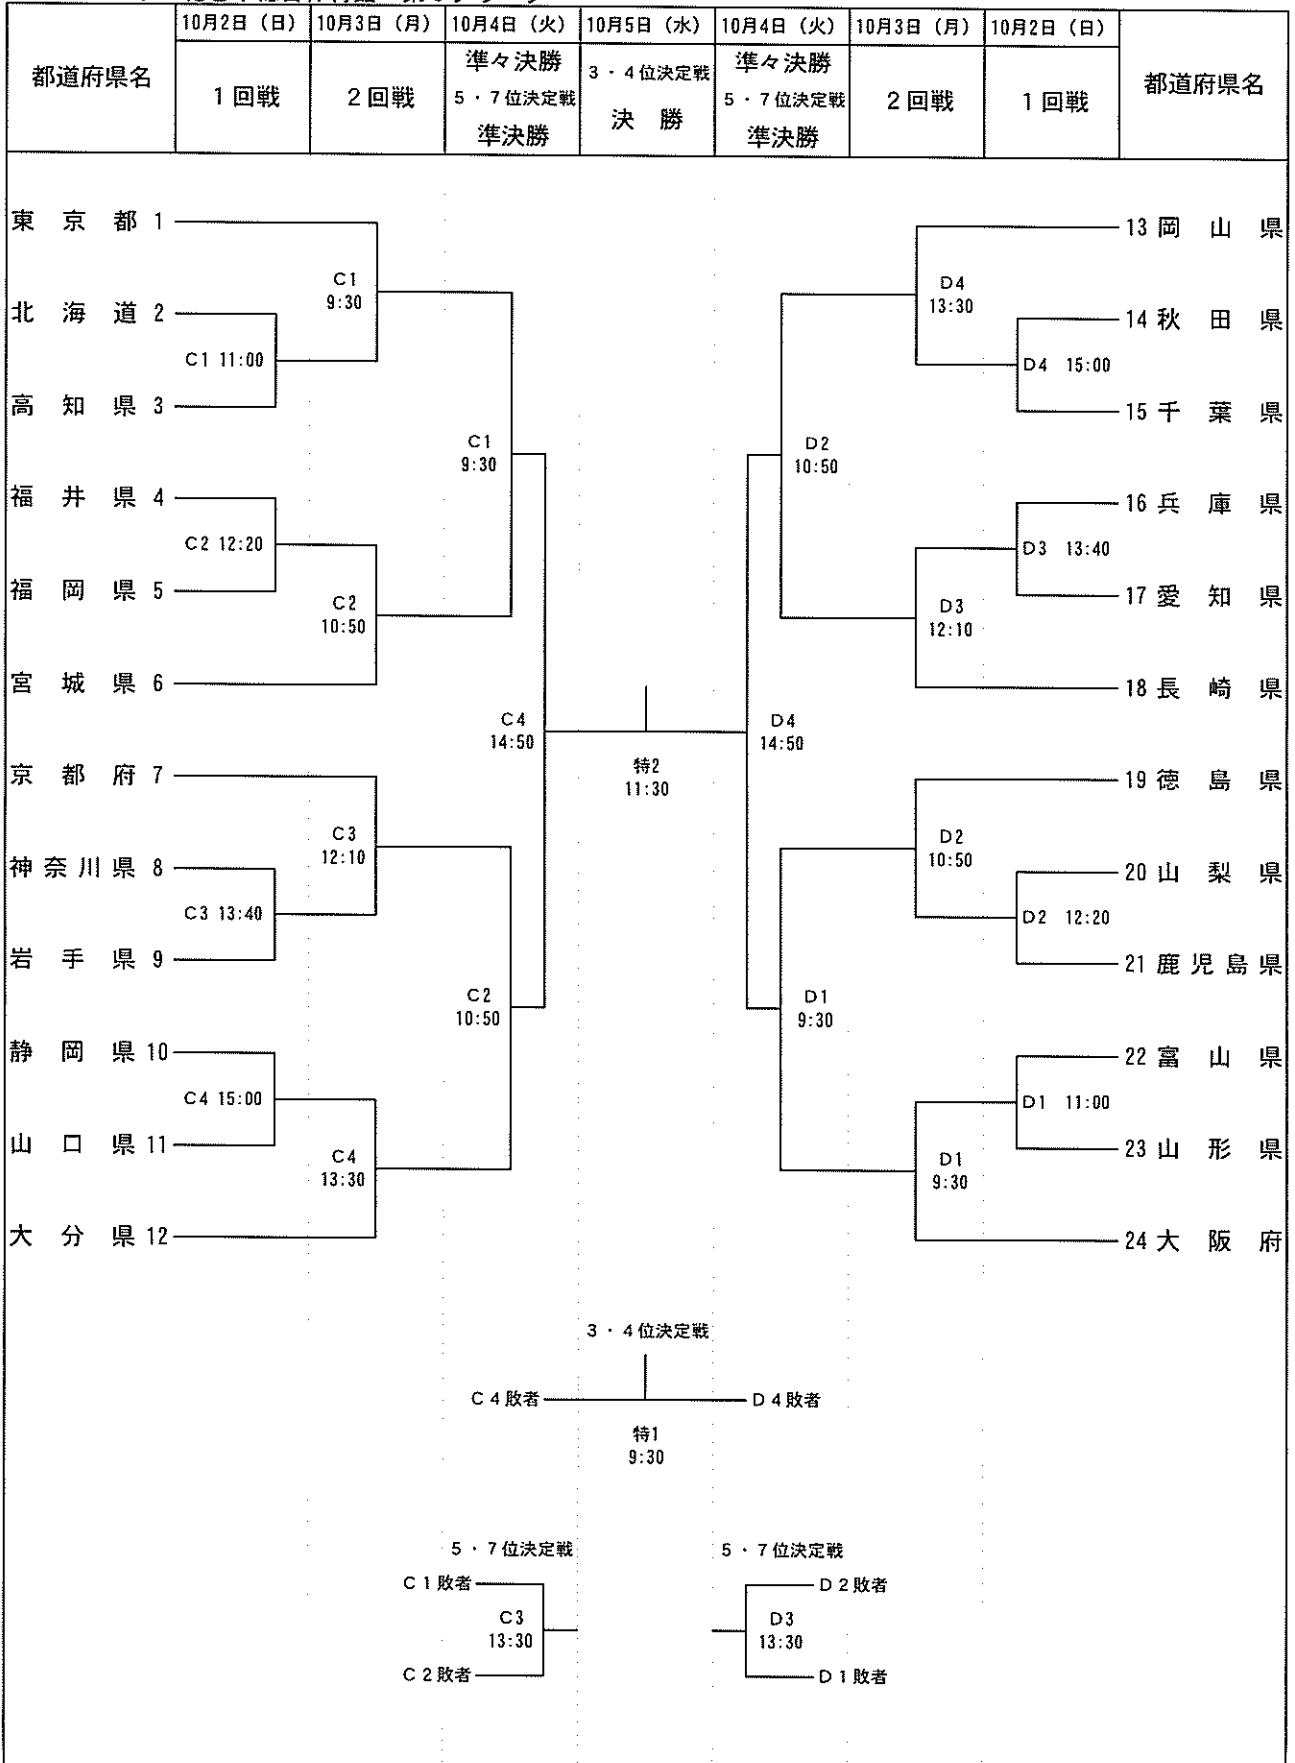 10月2日（日） 10月3日（月） 10月4日（火） 10月5日（水） 10月4日（火） 10月3日（月） 10月2日（日）
都道府県名 1回戦 2回戦 準々決勝 5・7位決定戦 準決勝 3・4位決定戦 決勝 準々決勝 5・7位決定戦 準決勝 2回戦 1回戦 都道府県名
東京都 1
13 岡山県
C1 9:30
D4 13:30
北海道 2
14 秋田県
C1 11:00
D4 15:00
高知県 3
15 千葉県
C1 9:30
D2 10:50
福井県 4
16 兵庫県
C2 12:20
D3 13:40
福岡県 5
17 愛知県
C2 10:50
D3 12:10
宮城県 6
18 長崎県
C4 14:50
D4 14:50
特2 11:30
京都府 7
19 徳島県
C3 12:10
D2 10:50
神奈川県 8
20 山梨県
C3 13:40
D2 12:20
岩手県 9
21 鹿児島県
C2 10:50
D1 9:30
静岡県 10
22 富山県
C4 15:00
D1 11:00
山口県 11
23 山形県
C4 13:30
D1 9:30
大分県 12
24 大阪府
3・4位決定戦
C4敗者 D4敗者
特1 9:30
5・7位決定戦 5・7位決定戦
C1敗者 D2敗者
C3 13:30
D3 13:30
C2敗者 D1敗者